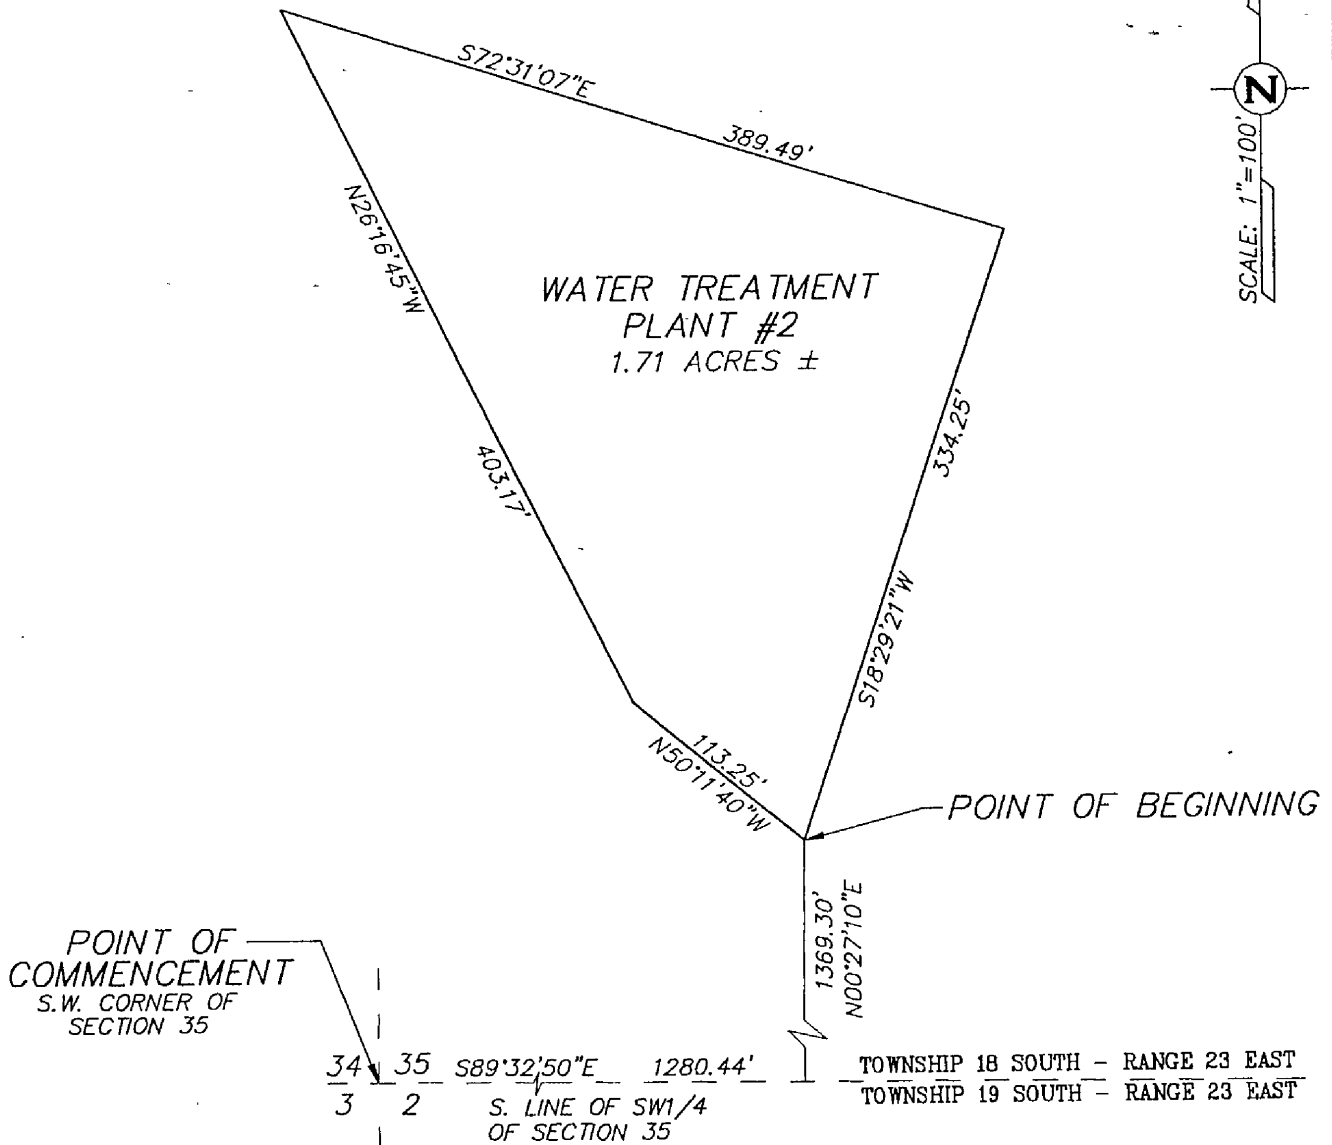 S72°31'07"E
389.49'
N
SCALE: 1"=100'
N26°16'45"W
WATER TREATMENT
PLANT #2
1.71 ACRES ±
403.17'
334.25'
S18°29'21"W
113.25'
N50°11'40"W
POINT OF BEGINNING
1369.30'
N00°27'10"E
POINT OF
COMMENCEMENT
S.W. CORNER OF
SECTION 35
34 35 S89°32'50"E 1280.44'
3 2 S. LINE OF SW1/4
OF SECTION 35
TOWNSHIP 18 SOUTH - RANGE 23 EAST
TOWNSHIP 19 SOUTH - RANGE 23 EAST